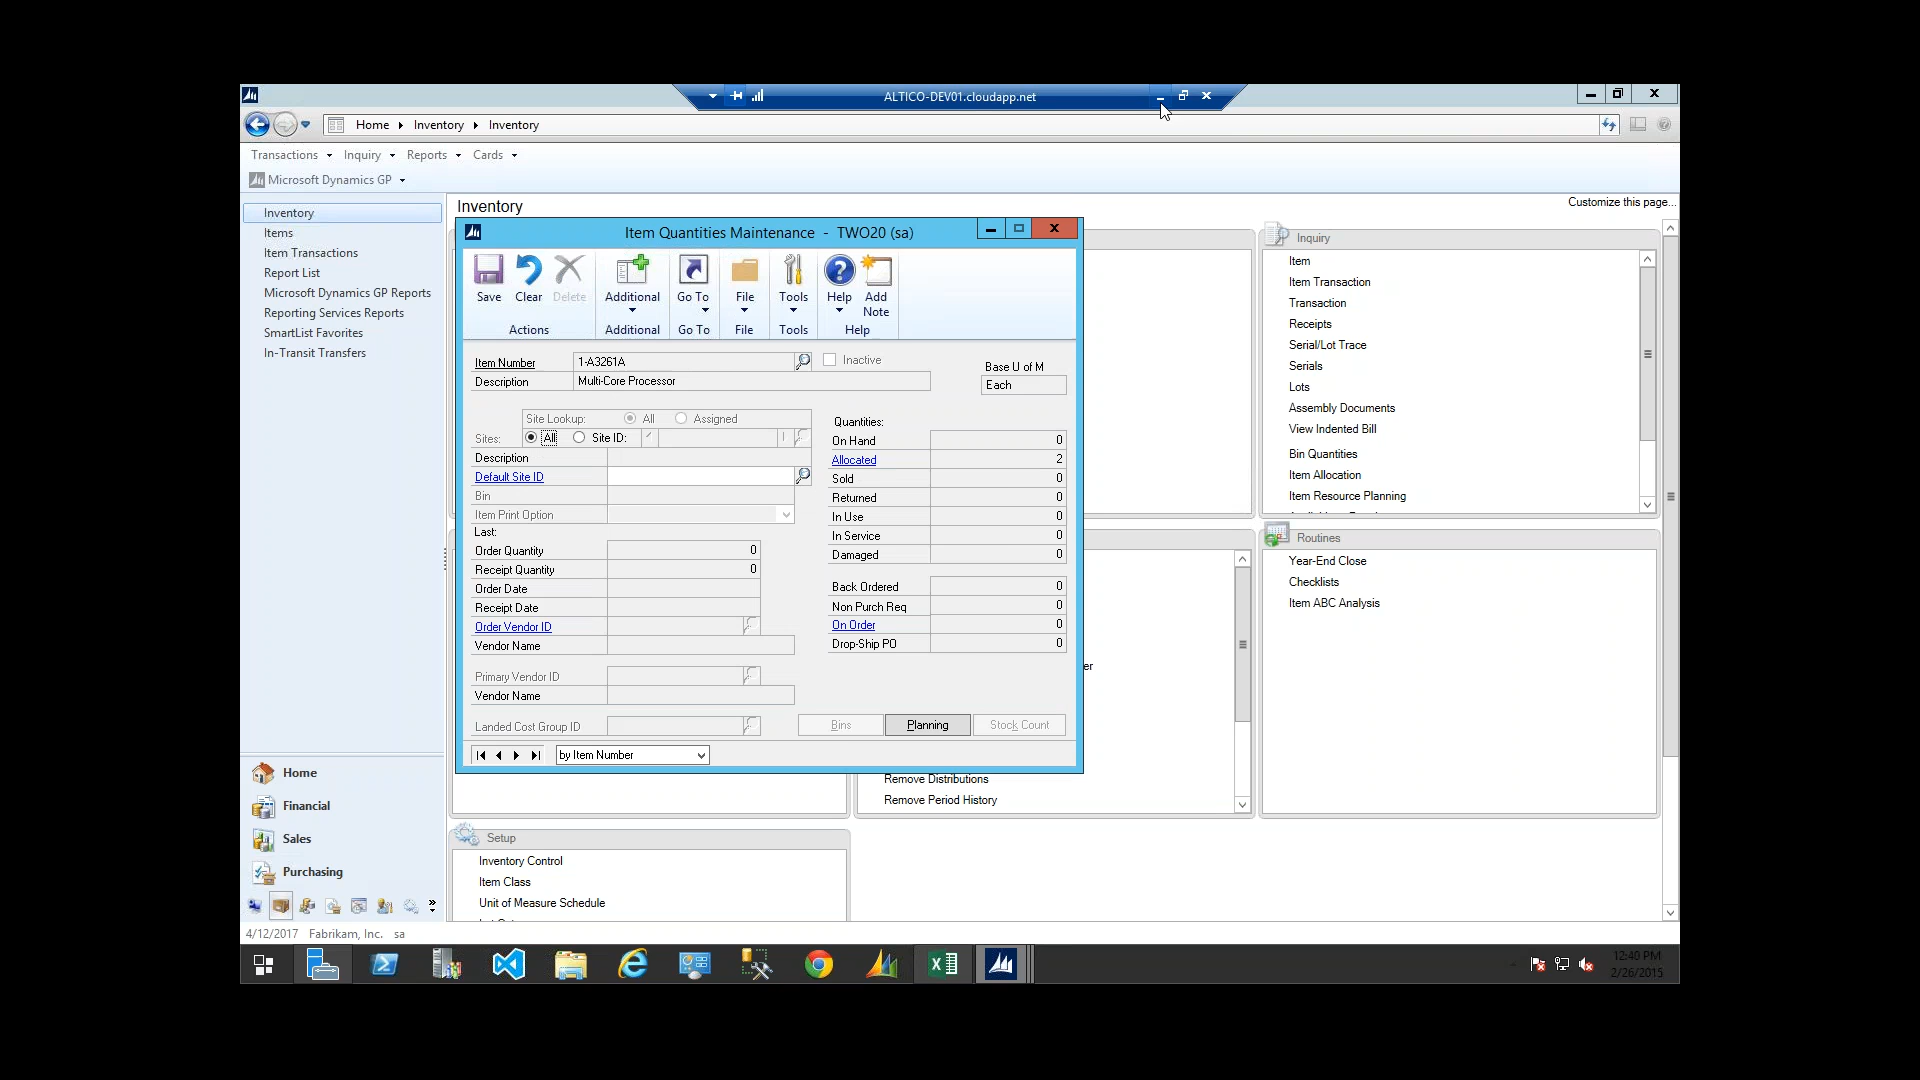 ALTICO-DEV01.cloudapp.net
Home Inventory Inventory
Transactions Inquiry Reports Cards
Microsoft Dynamics GP
Inventory
Items
Item Transactions
Report List
Microsoft Dynamics GP Reports
Reporting Services Reports
SmartList Favorites
In-Transit Transfers
Home
Financial
Sales
Purchasing
Inventory
Customize this page...
Item Quantities Maintenance - TWO20 (sa)
Save Clear Delete Additional Go To File Tools Help Add Note
Actions Additional Go To File Tools Help
Item Number 1-A3261A Inactive
Description Multi-Core Processor
Base U of M
Each
Site Lookup: All Assigned
Sites: All Site ID:
Description
Default Site ID
Bin
Item Print Option
Last:
Order Quantity 0
Receipt Quantity 0
Order Date
Receipt Date
Order Vendor ID
Vendor Name
Primary Vendor ID
Vendor Name
Landed Cost Group ID
Quantities:
On Hand 0
Allocated 2
Sold 0
Returned 0
In Use 0
In Service 0
Damaged 0
Back Ordered 0
Non Purch Req 0
On Order 0
Drop-Ship PO 0
Bins Planning Stock Count
by Item Number
Remove Distributions
Remove Period History
Setup
Inventory Control
Item Class
Unit of Measure Schedule
Inquiry
Item
Item Transaction
Transaction
Receipts
Serial/Lot Trace
Serials
Lots
Assembly Documents
View Indented Bill
Bin Quantities
Item Allocation
Item Resource Planning
Routines
Year-End Close
Checklists
Item ABC Analysis
4/12/2017 Fabrikam, Inc. sa
12:40 PM
2/26/2015